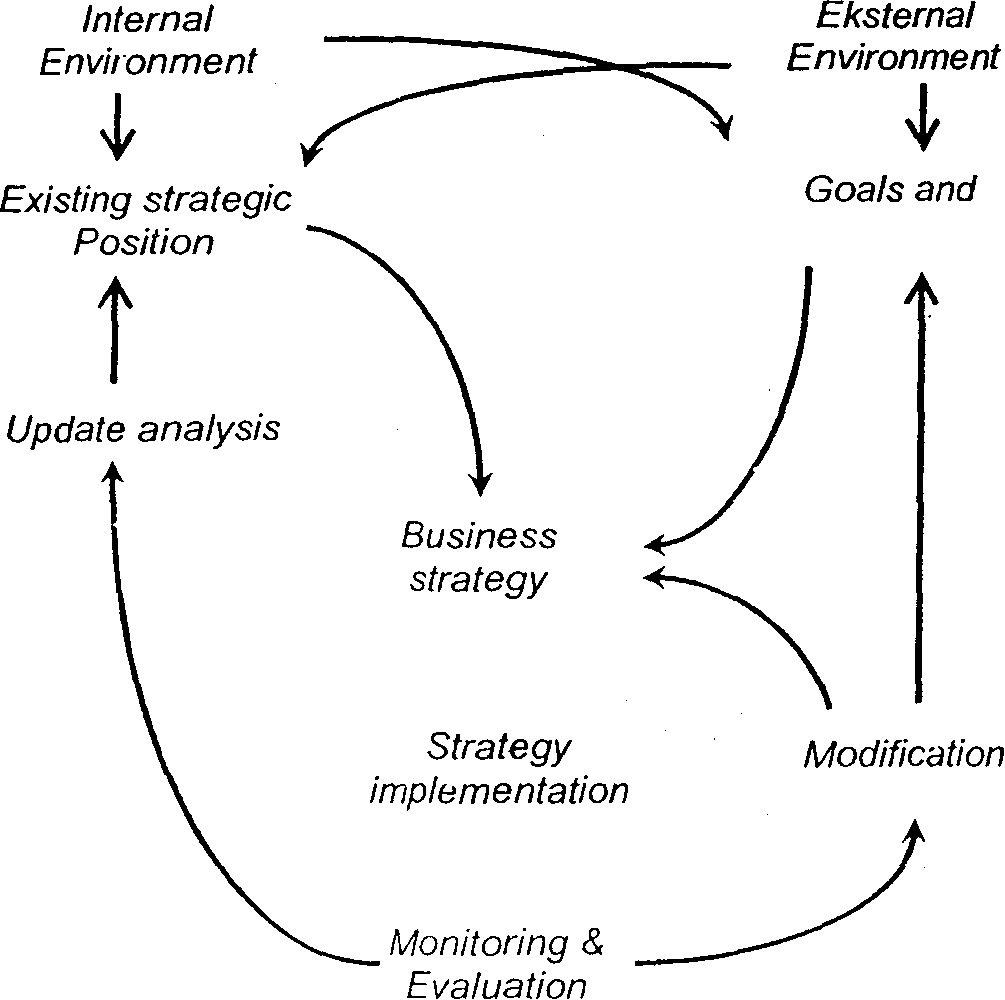 Internal
Environment
Eksternal
Environment
Existing strategic
Position
Goals and
Update analysis
Business
strategy
Strategy
implementation
Modification
Monitoring &
Evaluation